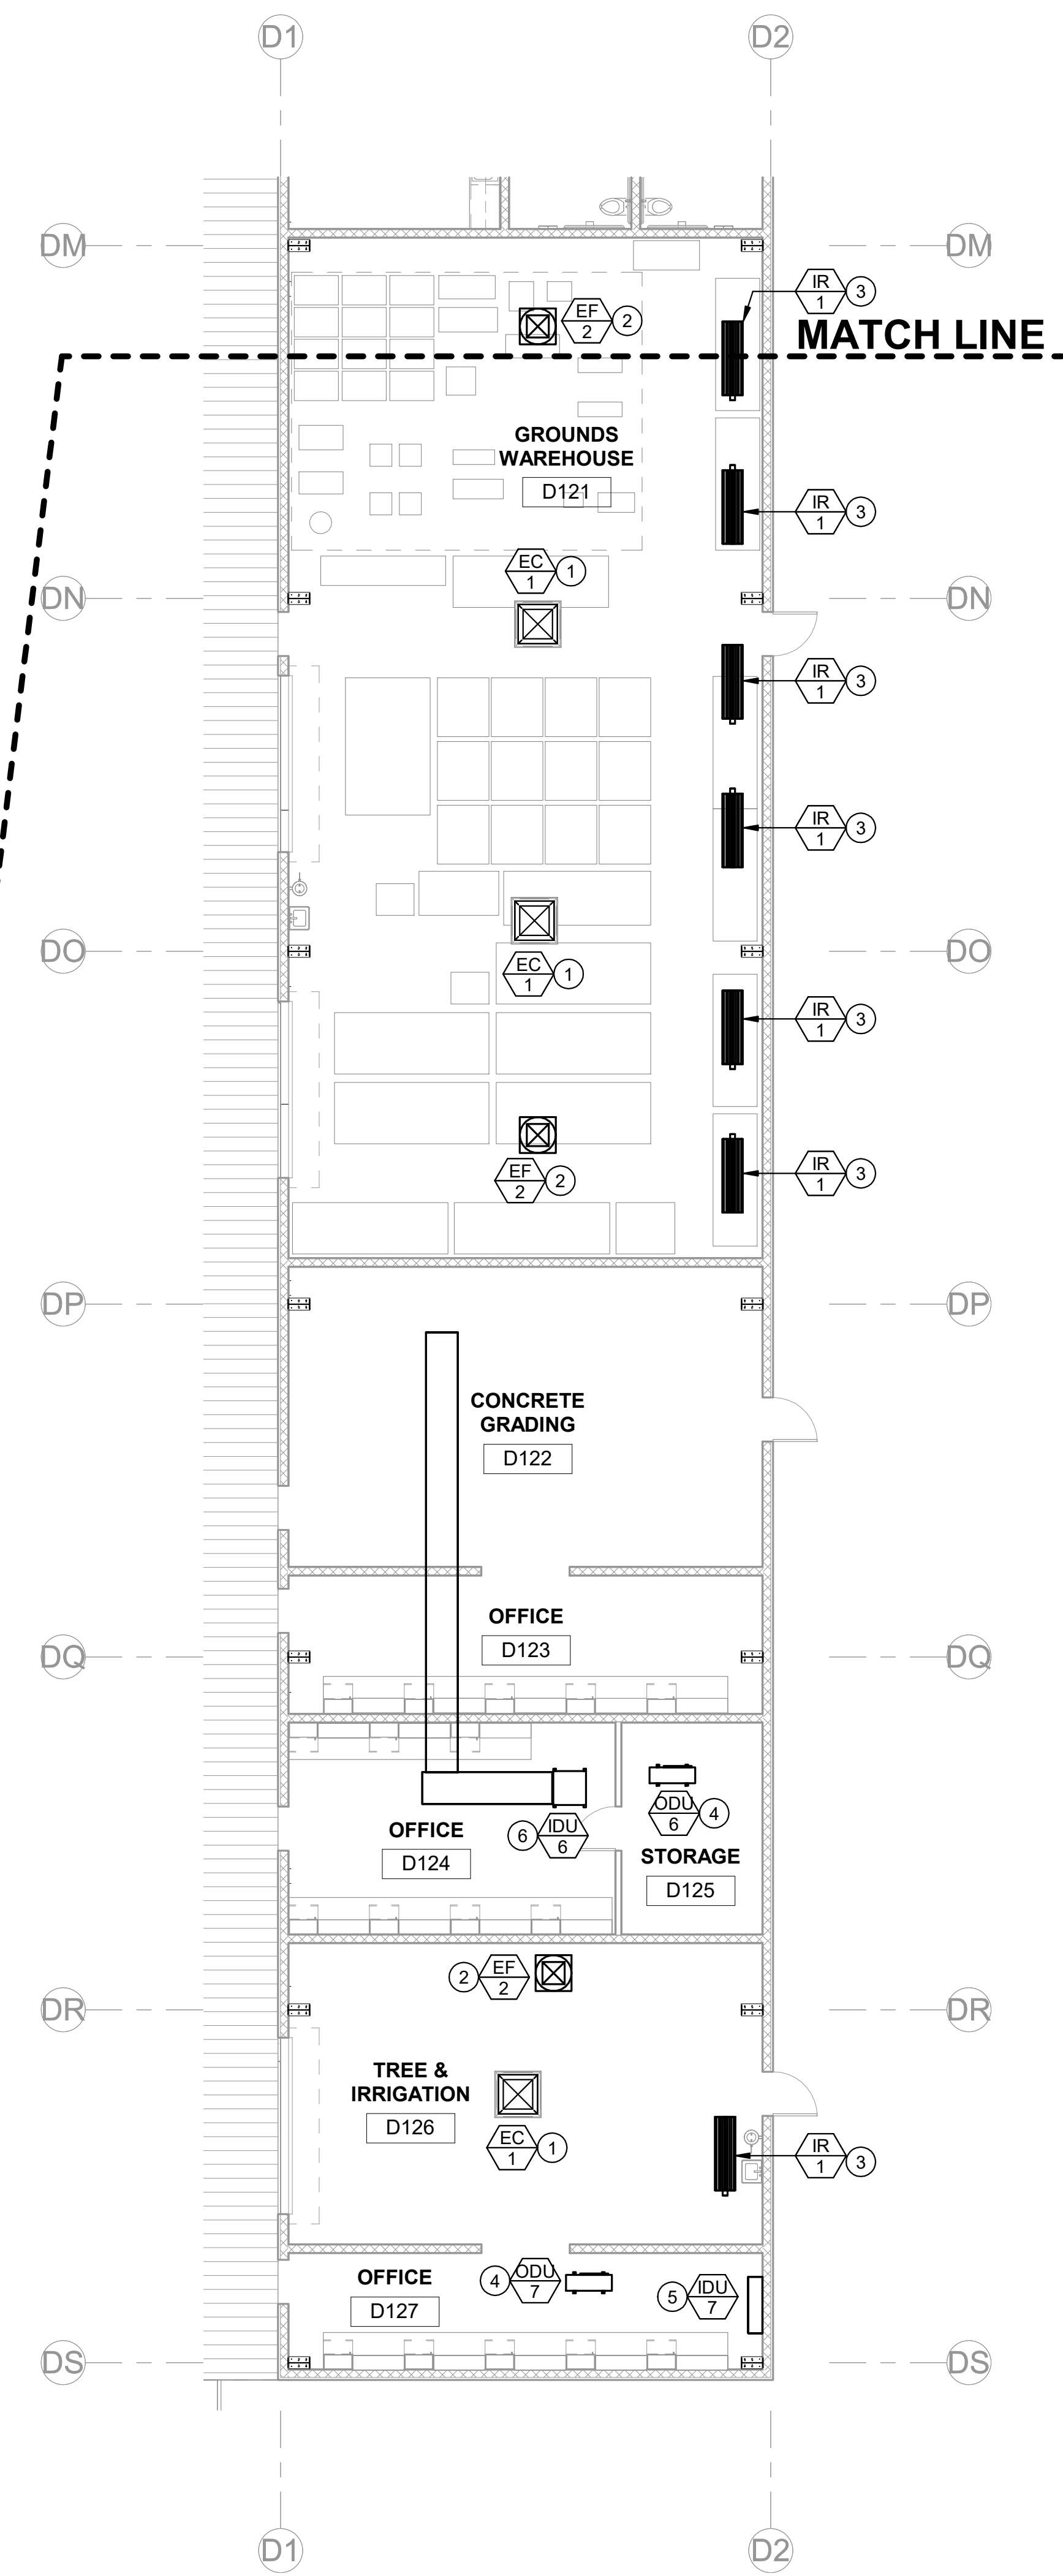 D1
D2
DM
DM
IR
1
3
EF
2
2
MATCH LINE
GROUNDS
WAREHOUSE
D121
IR
1
3
EC
1
1
DN
DN
IR
1
3
IR
1
3
DO
DO
EC
1
1
IR
1
3
EF
2
2
IR
1
3
DP
DP
CONCRETE
GRADING
D122
OFFICE
D123
DQ
DQ
ODU
6
4
6
IDU
6
OFFICE
D124
STORAGE
D125
2
EF
2
DR
DR
TREE &
IRRIGATION
D126
EC
1
1
IR
1
3
OFFICE
D127
4
ODU
7
5
IDU
7
DS
DS
D1
D2